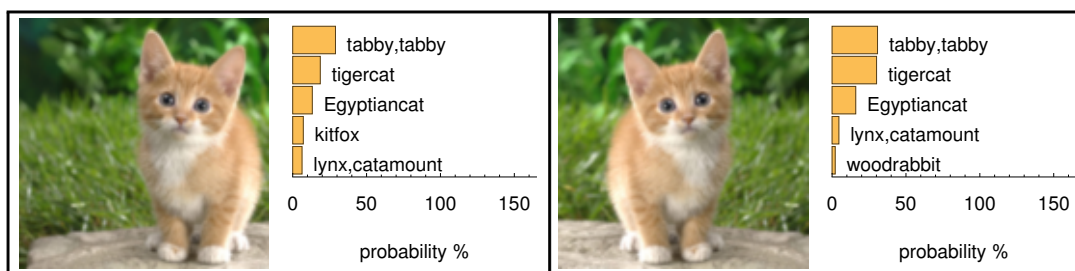 tabby,tabby
tigercat
Egyptiancat
kitfox
lynx,catamount
0 50 100 150
probability %
tabby,tabby
tigercat
Egyptiancat
lynx,catamount
woodrabbit
0 50 100 150
probability %